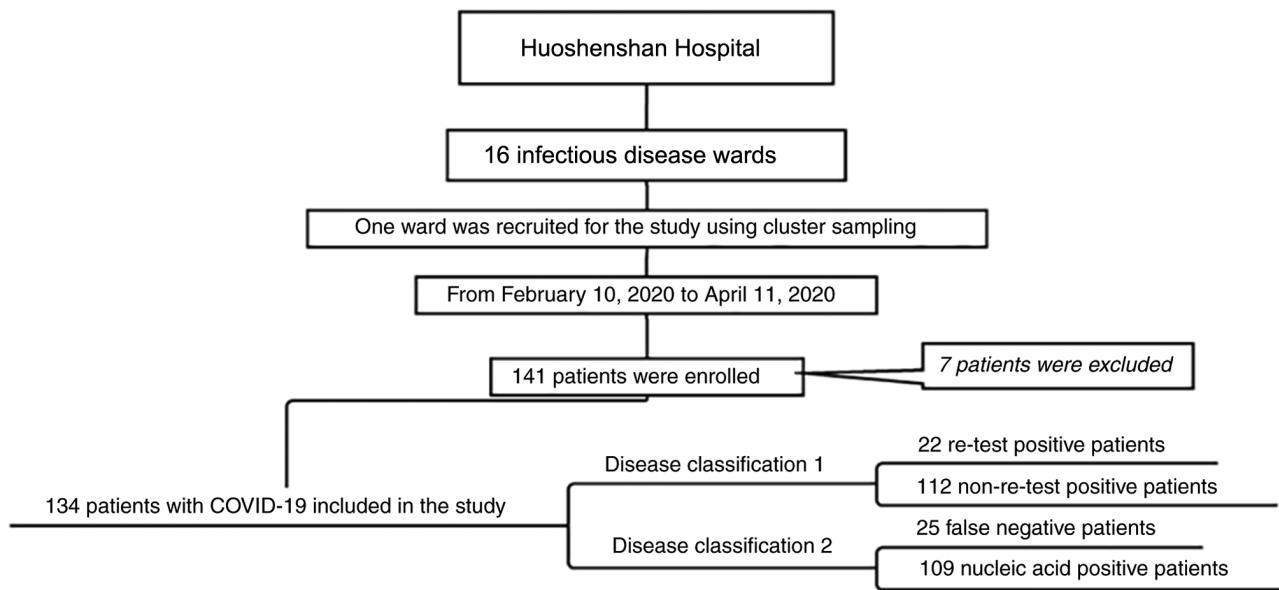 Huoshenshan Hospital
16 infectious disease wards
One ward was recruited for the study using cluster sampling
From February 10, 2020 to April 11, 2020
141 patients were enrolled
7 patients were excluded
134 patients with COVID-19 included in the study
Disease classification 1
22 re-test positive patients
112 non-re-test positive patients
Disease classification 2
25 false negative patients
109 nucleic acid positive patients